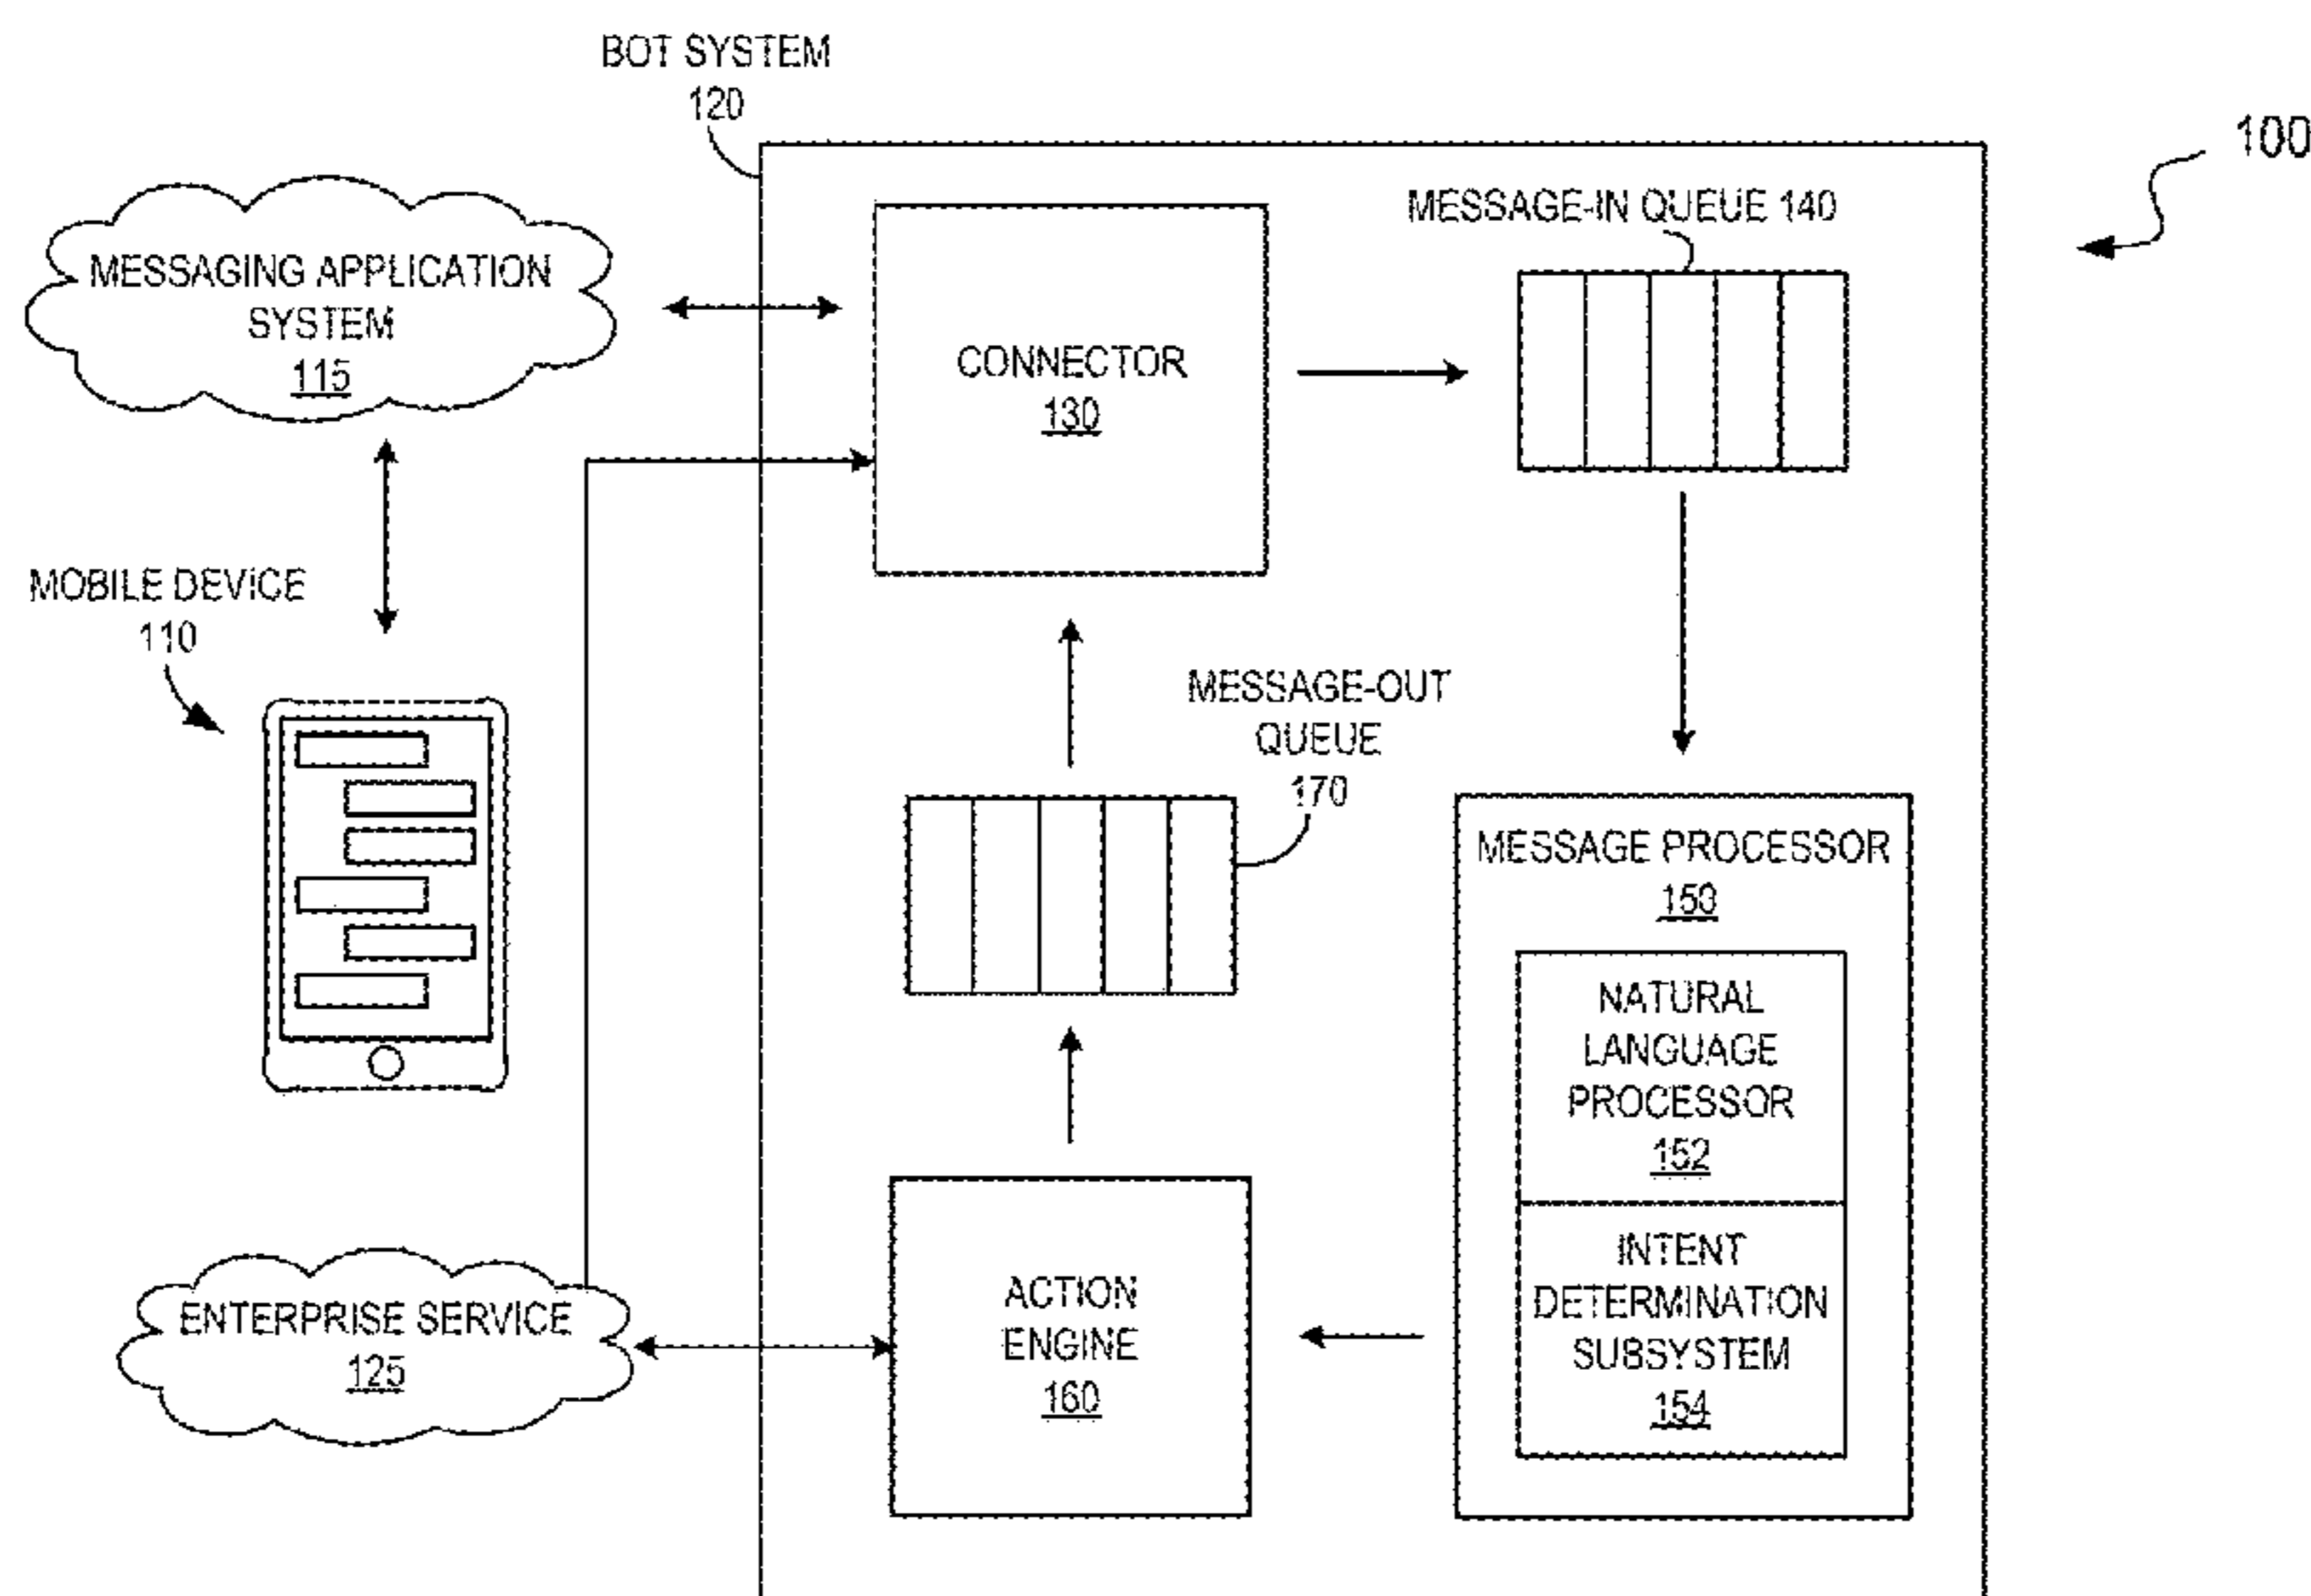 BOT SYSTEM
120
100
MESSAGE-IN QUEUE 140
MESSAGING APPLICATION
SYSTEM
115
CONNECTOR
130
MOBILE DEVICE
110
MESSAGE-OUT
QUEUE
170
MESSAGE PROCESSOR
150
NATURAL
LANGUAGE
PROCESSOR
152
INTENT
DETERMINATION
SUBSYSTEM
154
ACTION
ENGINE
160
ENTERPRISE SERVICE
125